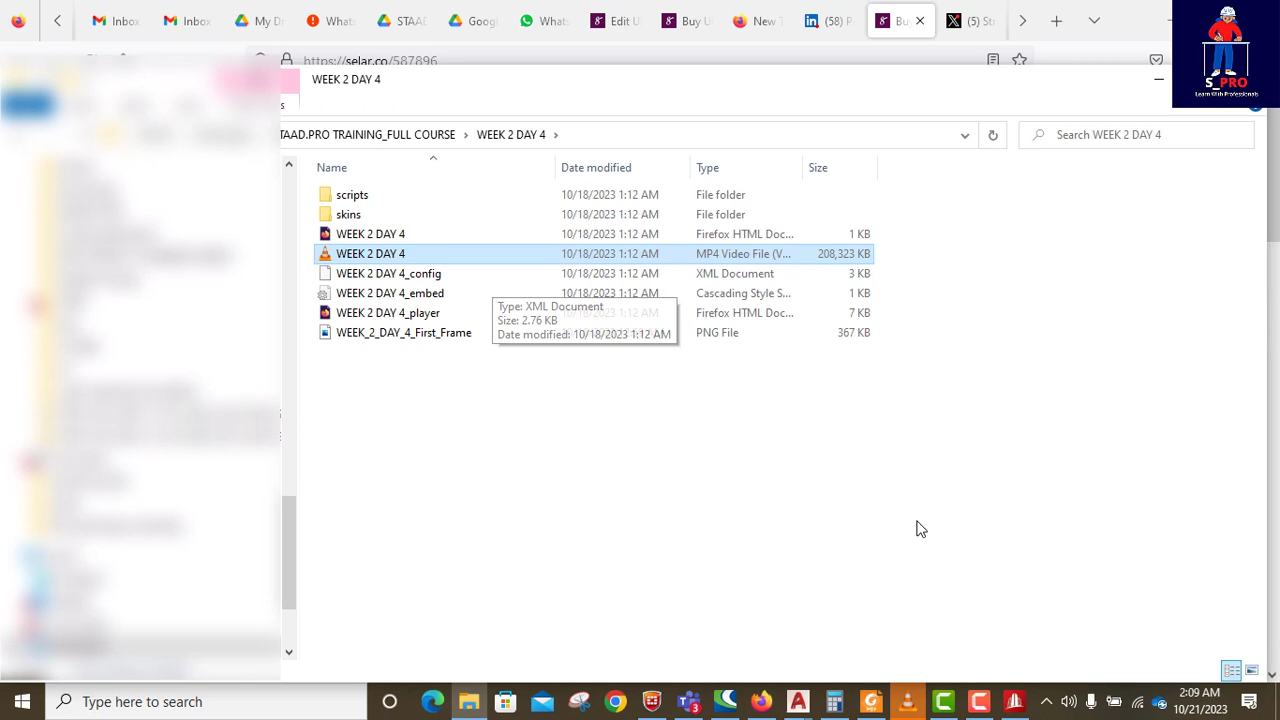 Inbox
Inbox
My Dr
What:
STAAD
Googl
What:
Edit U
Buy U
New T
(58) P
Bu
(5) Str
https://selar.co/587896
S_PRO
Learn With Professionals
WEEK 2 DAY 4
TAAD.PRO TRAINING_FULL COURSE > WEEK 2 DAY 4 >
Search WEEK 2 DAY 4
Name Date modified Type Size
scripts 10/18/2023 1:12 AM File folder
skins 10/18/2023 1:12 AM File folder
WEEK 2 DAY 4 10/18/2023 1:12 AM Firefox HTML Doc... 1 KB
WEEK 2 DAY 4 10/18/2023 1:12 AM MP4 Video File (V... 208,323 KB
WEEK 2 DAY 4_config 10/18/2023 1:12 AM XML Document 3 KB
WEEK 2 DAY 4_embed 10/18/2023 1:12 AM Cascading Style S... 1 KB
WEEK 2 DAY 4_player Firefox HTML Doc... 7 KB
WEEK_2_DAY_4_First_Frame PNG File 367 KB
Type: XML Document
Size: 2.76 KB
Date modified: 10/18/2023 1:12 AM
Type here to search
2:09 AM
10/21/2023